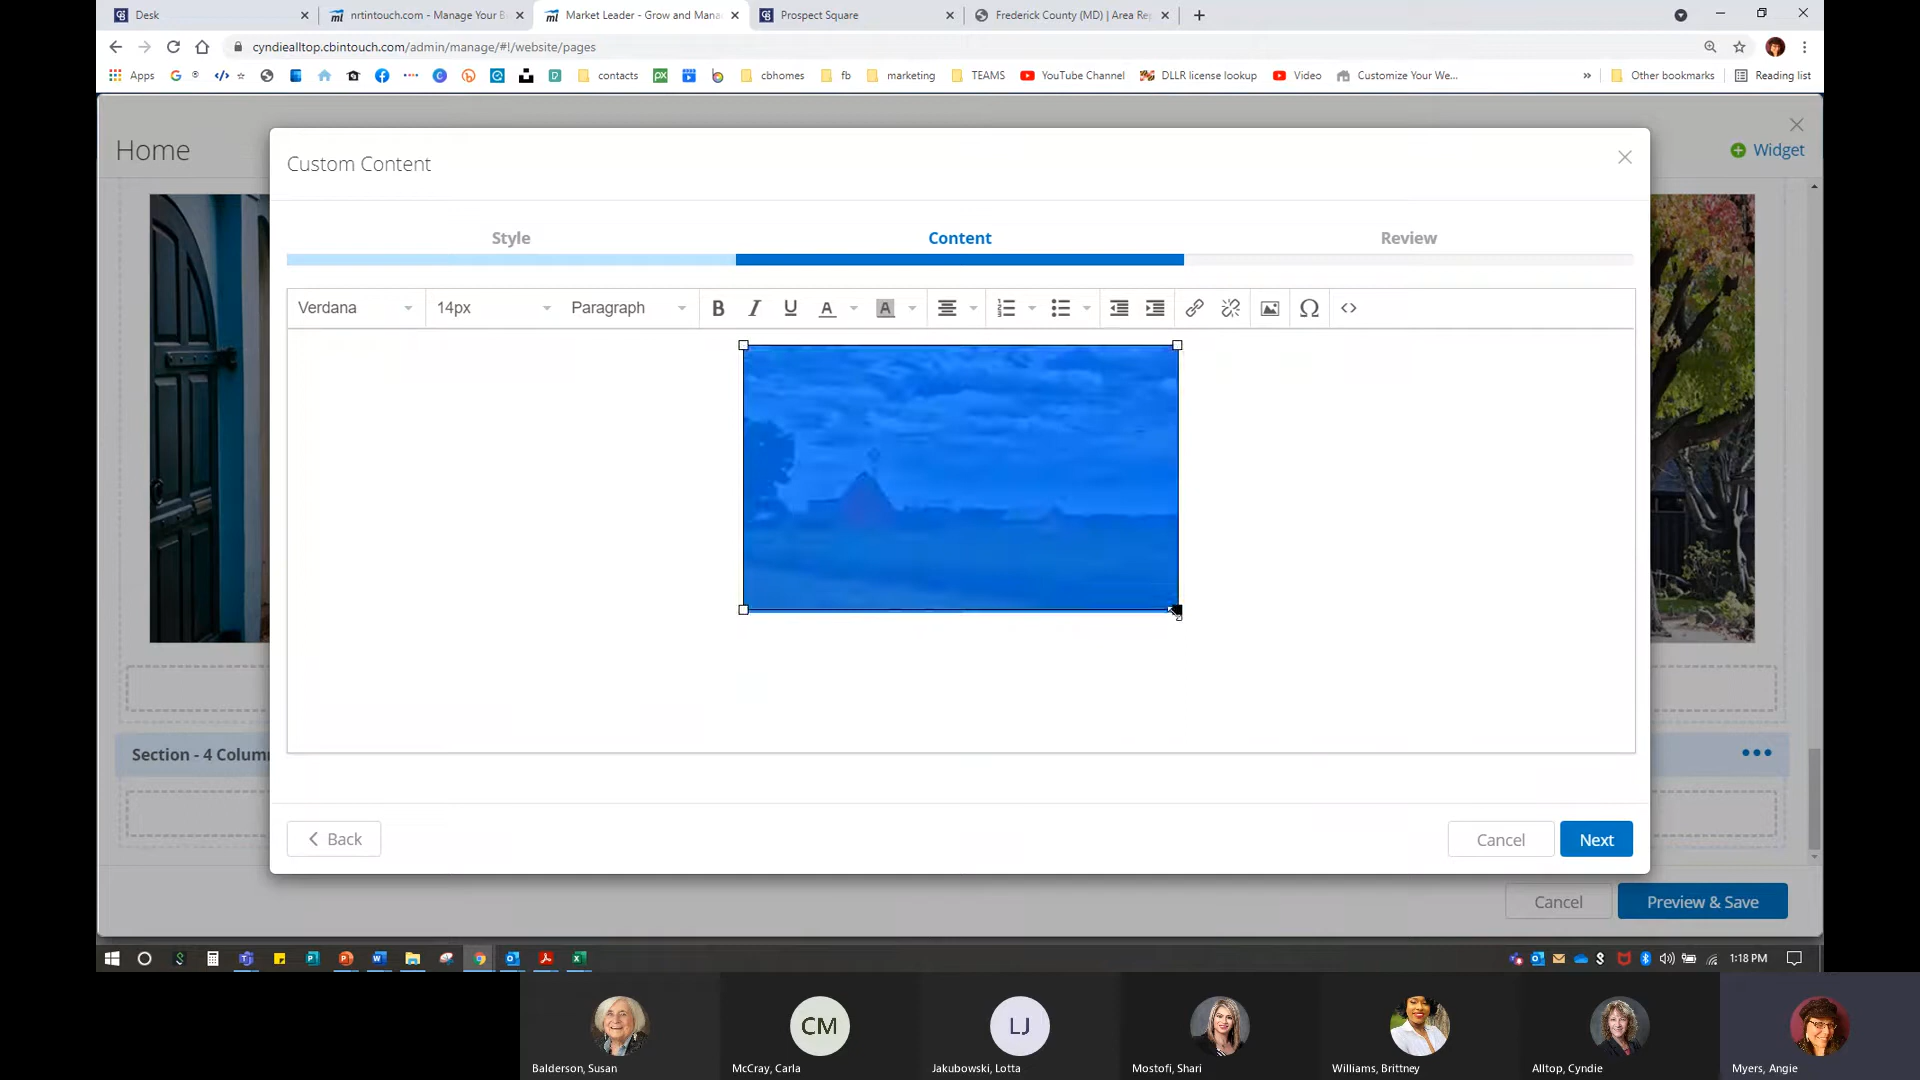 Desk
nrtintouch.com - Manage Your B
Market Leader - Grow and Mana
Prospect Square
Frederick County (MD) | Area Re
cyndiealltop.cbintouch.com/admin/manage/#!/website/pages
Apps
contacts
cbhomes
fb
marketing
TEAMS
YouTube Channel
DLLR license lookup
Video
Customize Your We...
»
Other bookmarks
Reading list
Home
Widget
Custom Content
Style
Content
Review
Verdana
14px
Paragraph
B I U A A
Section - 4 Colum
Back
Cancel
Next
Cancel
Preview & Save
1:18 PM
CM
LJ
Balderson, Susan
McCray, Carla
Jakubowski, Lotta
Mostofi, Shari
Williams, Brittney
Alltop, Cyndie
Myers, Angie